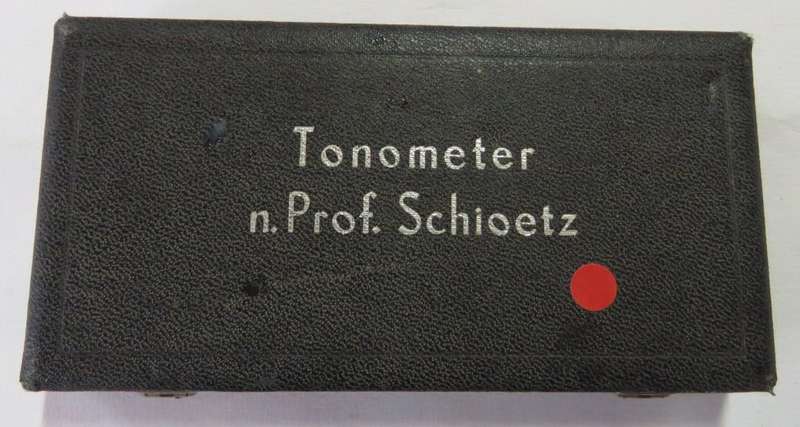 Tonometer
n. Prof. Schioetz